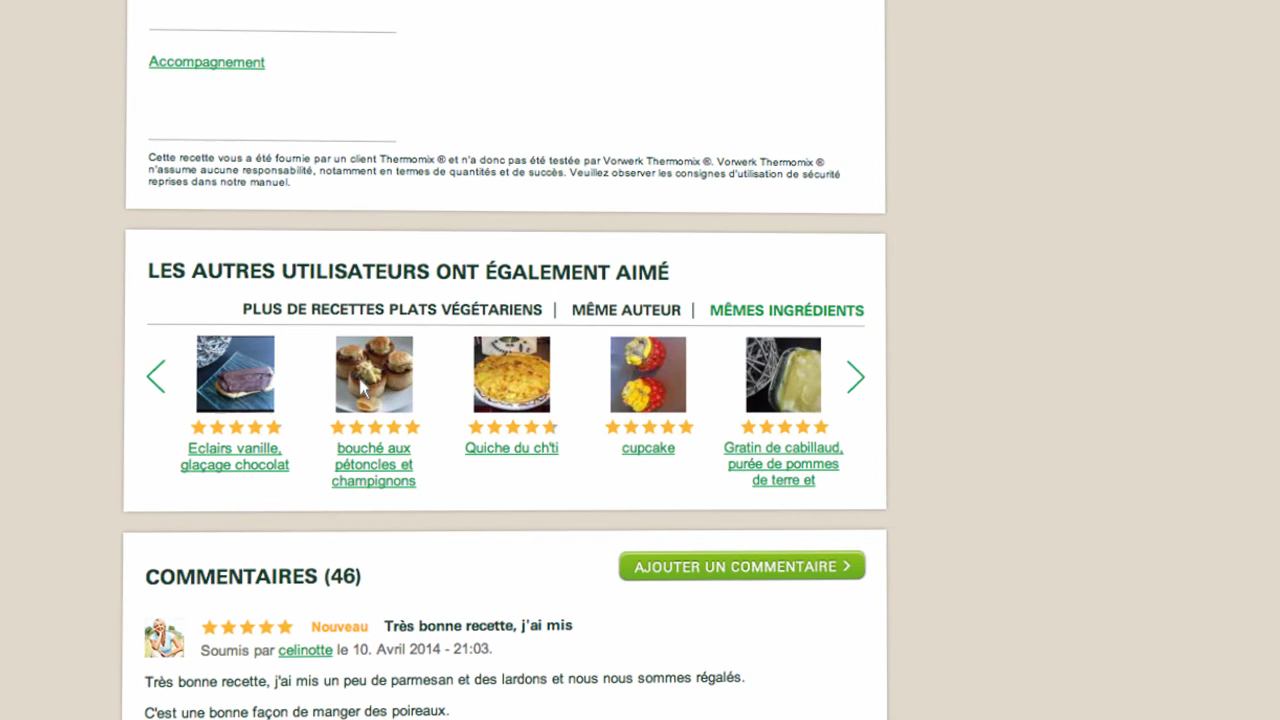 Accompagnement
Cette recette vous a été fournie par un client Thermomix ® et n'a donc pas été testée par Vorwerk Thermomix ®. Vorwerk Thermomix ®
n'assume aucune responsabilité, notamment en termes de quantités et de succès. Veuillez observer les consignes d'utilisation de sécurité
reprises dans notre manuel.
LES AUTRES UTILISATEURS ONT ÉGALEMENT AIMÉ
PLUS DE RECETTES PLATS VÉGÉTARIENS | MÊME AUTEUR | MÊMES INGRÉDIENTS
Eclairs vanille,
glaçage chocolat
bouché aux
pétoncles et
champignons
Quiche du ch'ti
cupcake
Gratin de cabillaud,
purée de pommes
de terre et
COMMENTAIRES (46)
AJOUTER UN COMMENTAIRE >
Nouveau Très bonne recette, j'ai mis
Soumis par celinotte le 10. Avril 2014 - 21:03.
Très bonne recette, j'ai mis un peu de parmesan et des lardons et nous nous sommes régalés.
C'est une bonne façon de manger des poireaux.